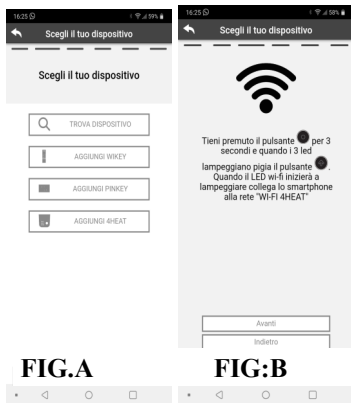 16:25 59%
Scegli il tuo dispositivo
Scegli il tuo dispositivo
TROVA DISPOSITIVO
AGGIUNGI WIKEY
AGGIUNGI PINKEY
AGGIUNGI 4HEAT
FIG.A
16:25 58%
Scegli il tuo dispositivo
Tieni premuto il pulsante per 3
secondi e quando i 3 led
lampeggiano pigia il pulsante .
Quando il LED wi-fi inizierà a
lampeggiare collega lo smartphone
alla rete "WI-FI 4HEAT"
Avanti
Indietro
FIG:B